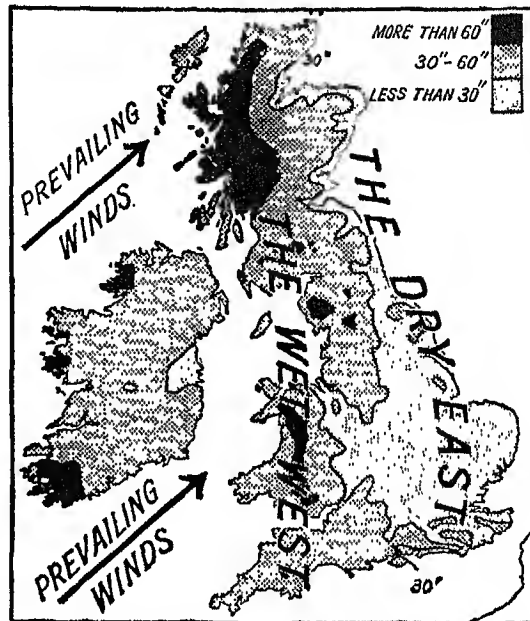 MORE THAN 60"
30"-60"
LESS THAN 30"
30"
PREVAILING
WINDS.
THE DRY EAST
THE WET WEST
PREVAILING
WINDS
30"